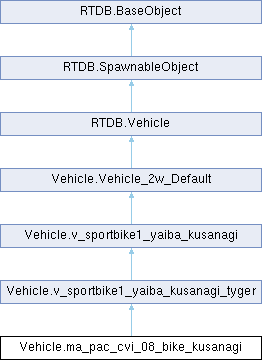 RTDB.BaseObject
RTDB.SpawnableObject
RTDB.Vehicle
Vehicle.Vehicle_2w_Default
Vehicle.v_sportbike1_yaiba_kusanagi
Vehicle.v_sportbike1_yaiba_kusanagi_tyger
Vehicle.ma_pac_cvi_08_bike_kusanagi